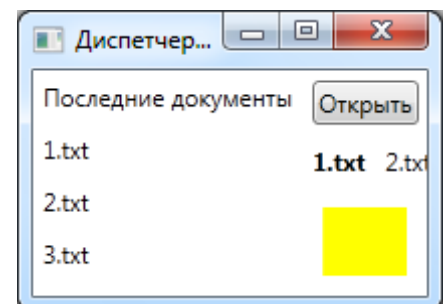 Диспетчер...
Последние документы
Открыть
1.txt
1.txt 2.txt
2.txt
3.txt